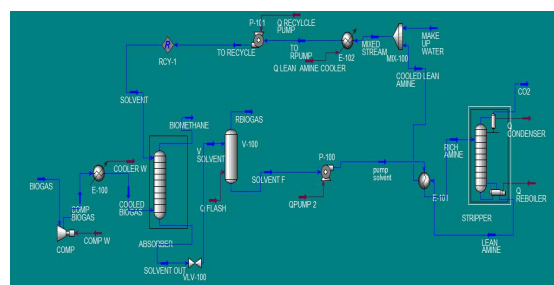 P-101
Q RECYLCLE
PUMP
RCY-1
TO RECYCLE
TO
RPUMP
E-102
MIXED
STREAM
MIX-100
MAKE
UP
WATER
Q LEAN AMINE COOLER
COOLED LEAN
AMINE
SOLVENT
BIOMETHANE
RBIOGAS
V-100
V
SOLVENT
CO2
Q
CONDENSER
RICH
AMINE
BIOGAS
E-100
COOLER W
COMP
BIOGAS
COOLED
BIOGAS
P-100
pump
solvent
SOLVENT F
E-101
Q FLASH
QPUMP 2
STRIPPER
Q
REBOILER
COMP
COMP W
ABSORBER
SOLVENT OUT
VLV-100
LEAN
AMINE